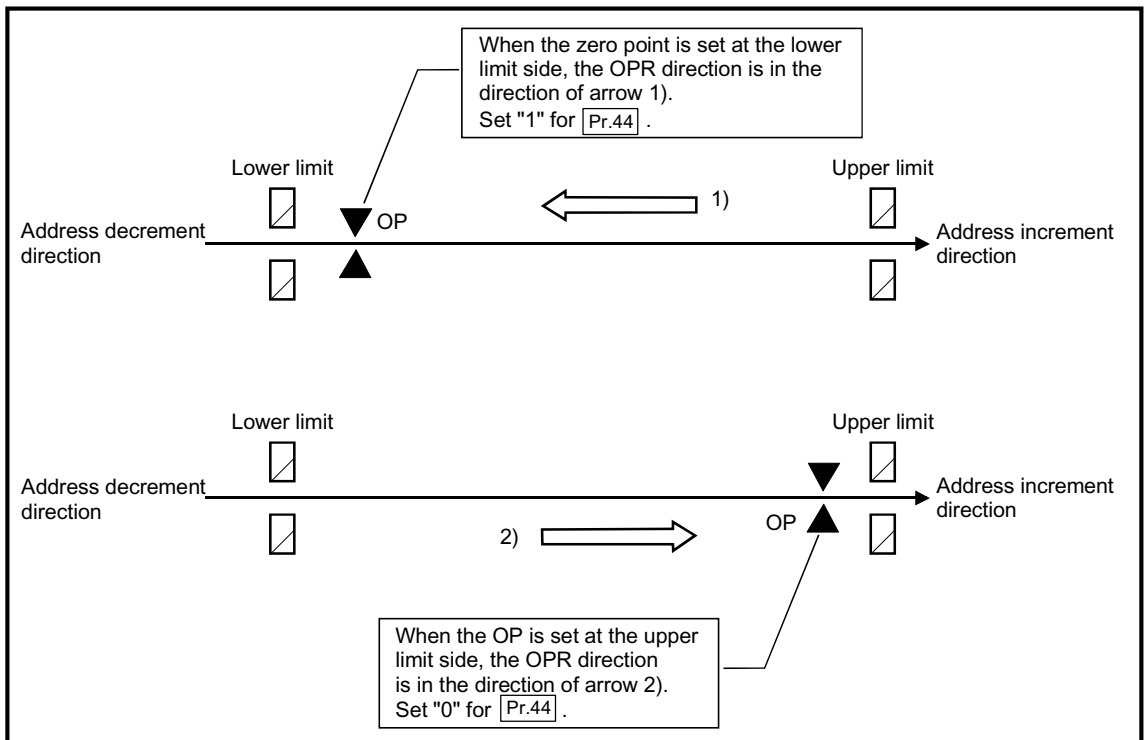 When the zero point is set at the lower
limit side, the OPR direction is in the
direction of arrow 1).
Set "1" for Pr.44 .
Lower limit
Upper limit
1)
OP
Address decrement
direction
Address increment
direction
Lower limit
Upper limit
Address decrement
direction
Address increment
direction
2)
OP
When the OP is set at the upper
limit side, the OPR direction
is in the direction of arrow 2).
Set "0" for Pr.44 .